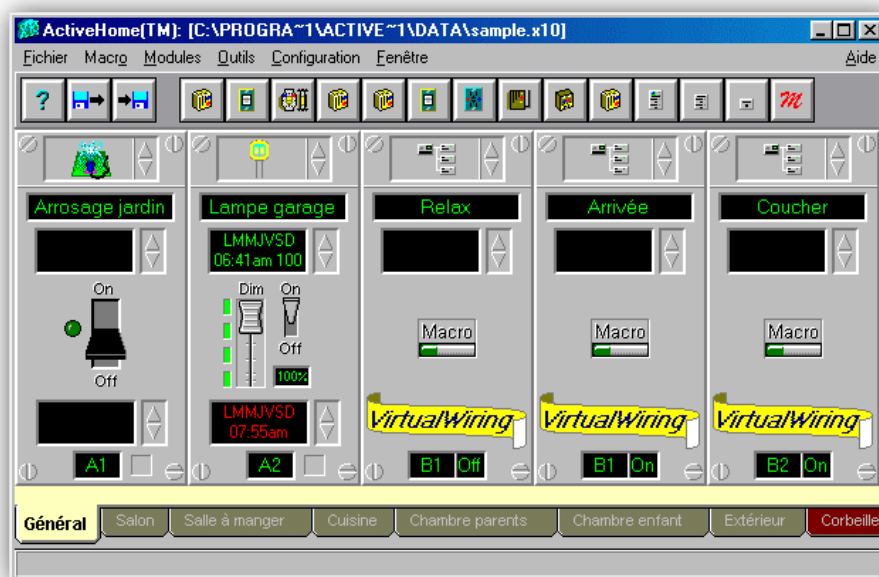 ActiveHome(TM): [C:\PROGRA~1\ACTIVE~1\DATA\sample.x10]
Fichier Macro Modules Outils Configuration Fenêtre Aide
?
m
Arrosage jardin
Lampe garage
Relax
Arrivée
Coucher
LMMJVSD
06:41am 100
On
Dim On
Off
Off
100%
Macro
Macro
Macro
LMMJVSD
07:55am
VirtualWiring
VirtualWiring
VirtualWiring
A1
A2
B1 Off
B1 On
B2 On
Général Salon Salle à manger Cuisine Chambre parents Chambre enfant Extérieur Corbeille